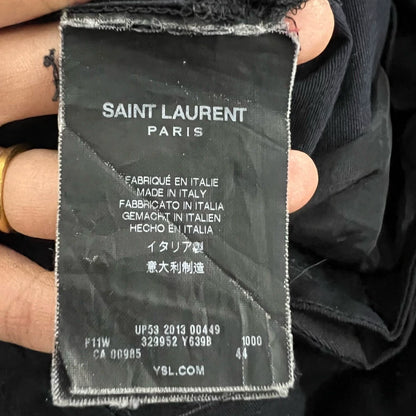 SAINT LAURENT
PARIS
FABRIQUÉ EN ITALIE
MADE IN ITALY
FABBRICATO IN ITALIA
GEMACHT IN ITALIEN
HECHO EN ITALIA
イタリア製
意大利制造
UP53 2013 00449
F11W 329952 Y639B 1000
CA 00985 44
YSL.COM